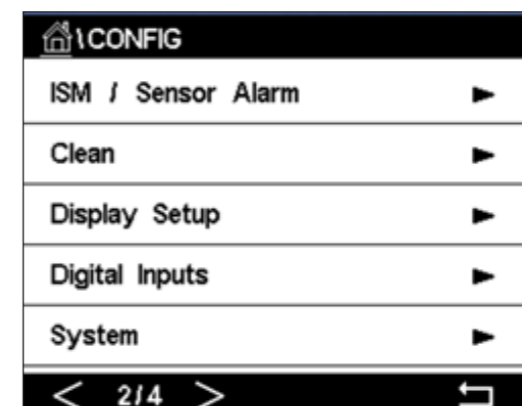 \CONFIG
ISM / Sensor Alarm
Clean
Display Setup
Digital Inputs
System
< 2/4 >